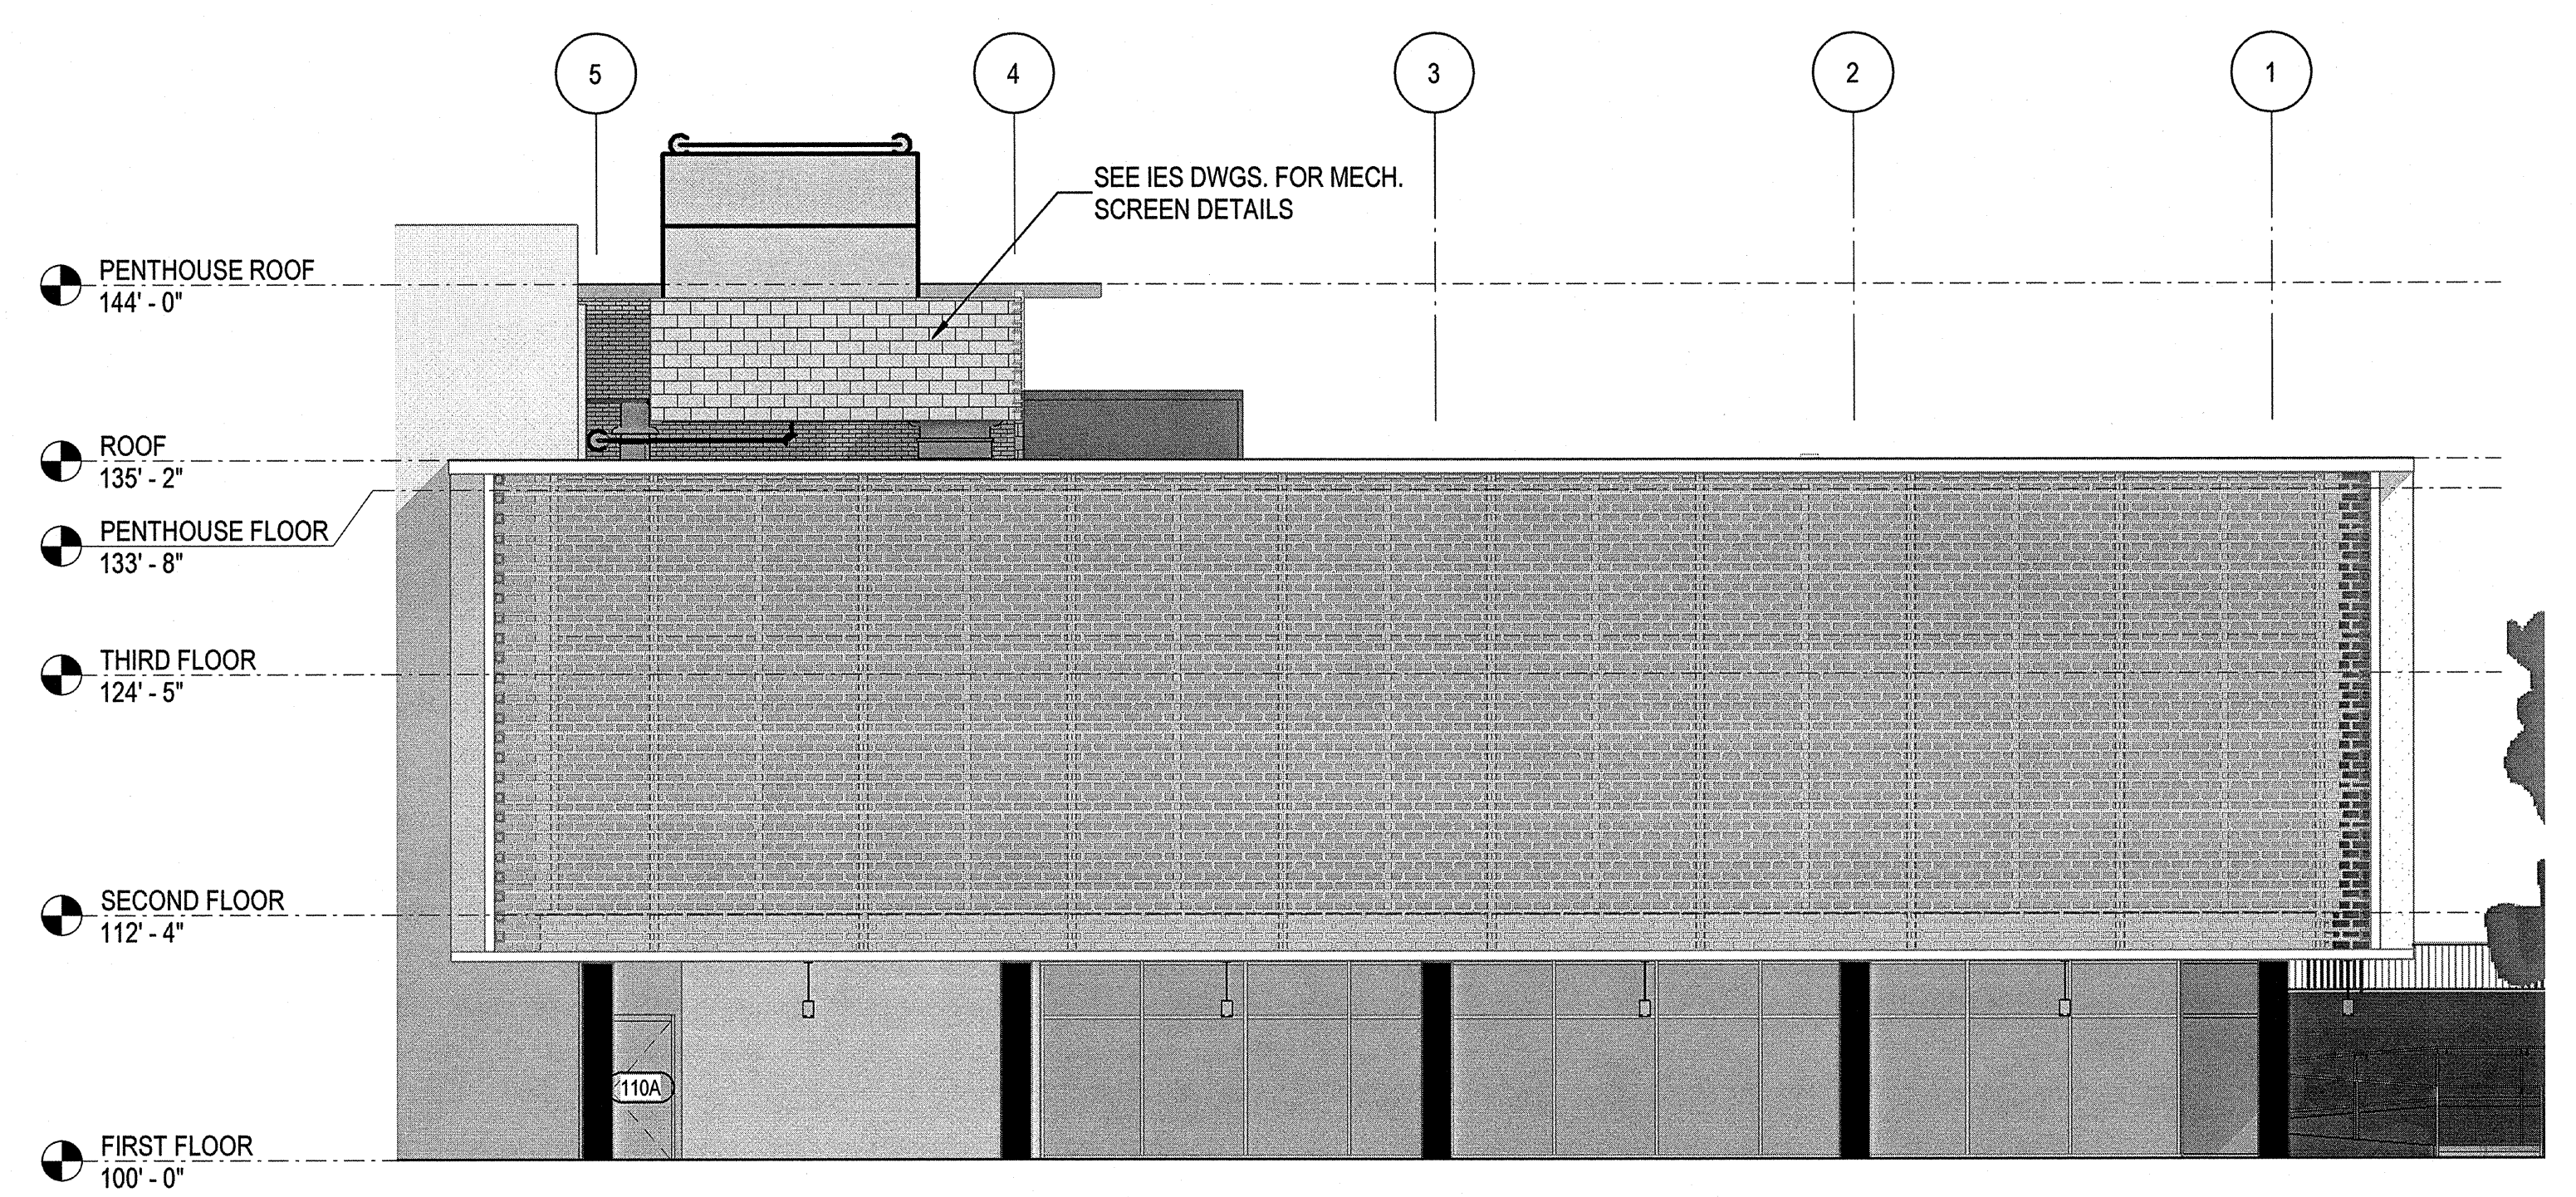 5
4
3
2
1
SEE IES DWGS. FOR MECH.
SCREEN DETAILS
PENTHOUSE ROOF
144' - 0"
ROOF
135' - 2"
PENTHOUSE FLOOR
133' - 8"
THIRD FLOOR
124' - 5"
SECOND FLOOR
112' - 4"
110A
FIRST FLOOR
100' - 0"